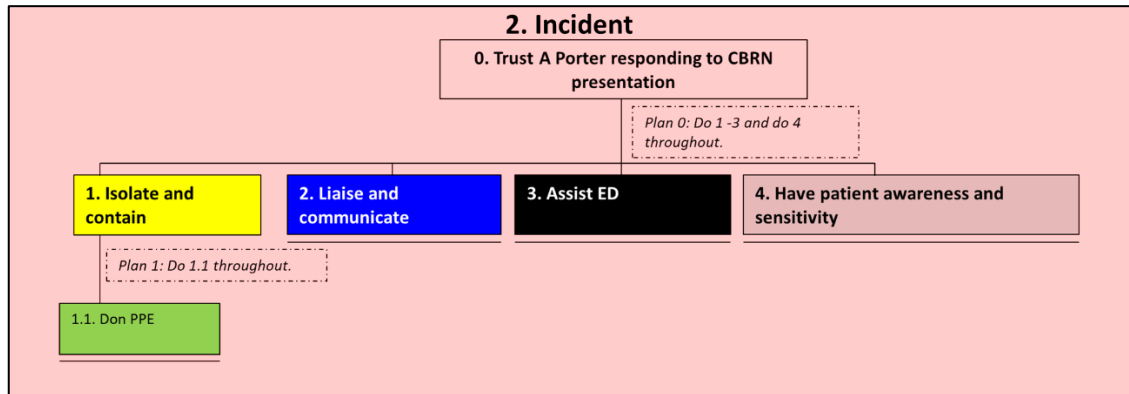 2. Incident
0. Trust A Porter responding to CBRN
presentation
Plan 0: Do 1 -3 and do 4
throughout.
1. Isolate and
contain
2. Liaise and
communicate
3. Assist ED
4. Have patient awareness and
sensitivity
Plan 1: Do 1.1 throughout.
1.1. Don PPE